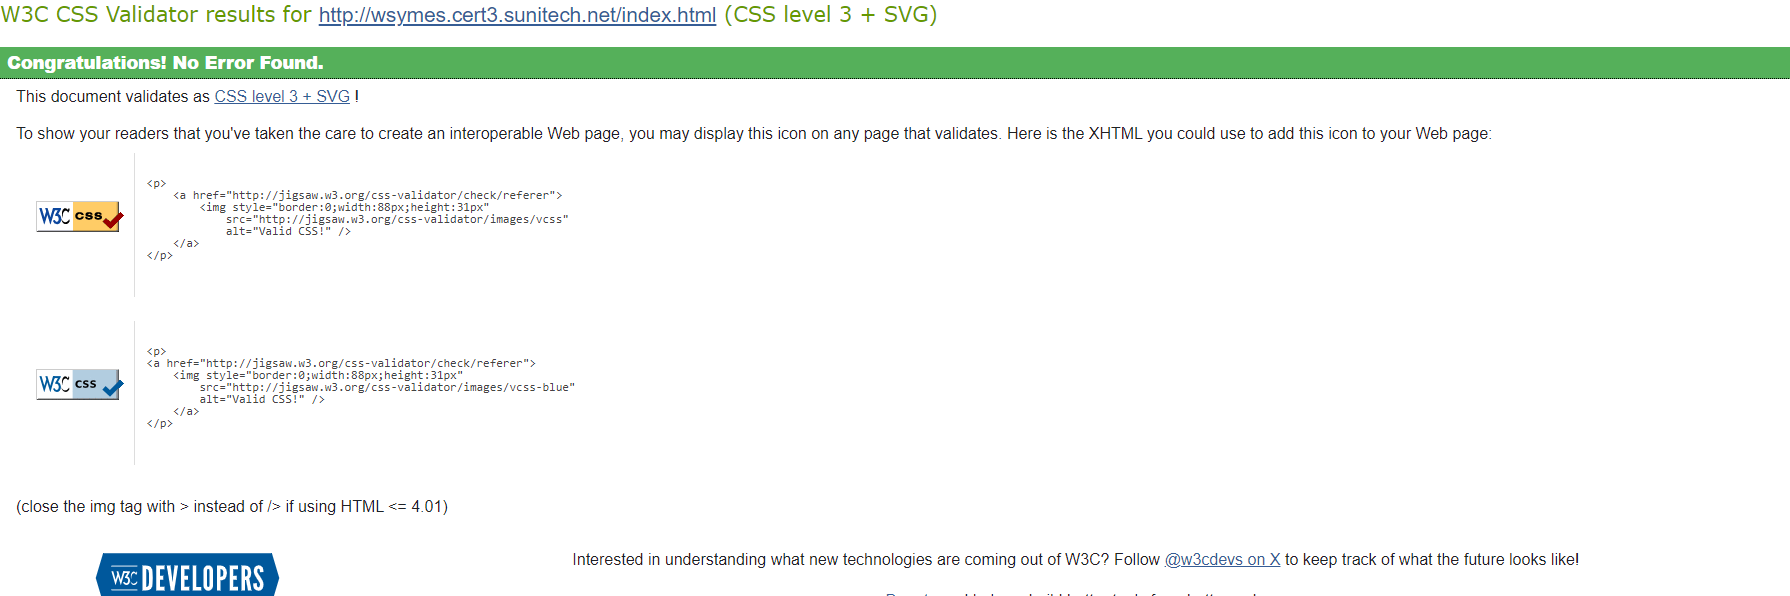 W3C CSS Validator results for http://wsymes.cert3.sunitech.net/index.html (CSS level 3 + SVG)
Congratulations! No Error Found.
This document validates as CSS level 3 + SVG !
To show your readers that you've taken the care to create an interoperable Web page, you may display this icon on any page that validates. Here is the XHTML you could use to add this icon to your Web page:
W3C css
<p>
<a href="http://jigsaw.w3.org/css-validator/check/referer">
<img style="border:0;width:88px;height:31px"
src="http://jigsaw.w3.org/css-validator/images/vcss"
alt="Valid CSS!" />
</a>
</p>
W3C css
<p>
<a href="http://jigsaw.w3.org/css-validator/check/referer">
<img style="border:0;width:88px;height:31px"
src="http://jigsaw.w3.org/css-validator/images/vcss-blue"
alt="Valid CSS!" />
</a>
</p>
(close the img tag with > instead of /> if using HTML <= 4.01)
W3C DEVELOPERS
Interested in understanding what new technologies are coming out of W3C? Follow @w3cdevs on X to keep track of what the future looks like!